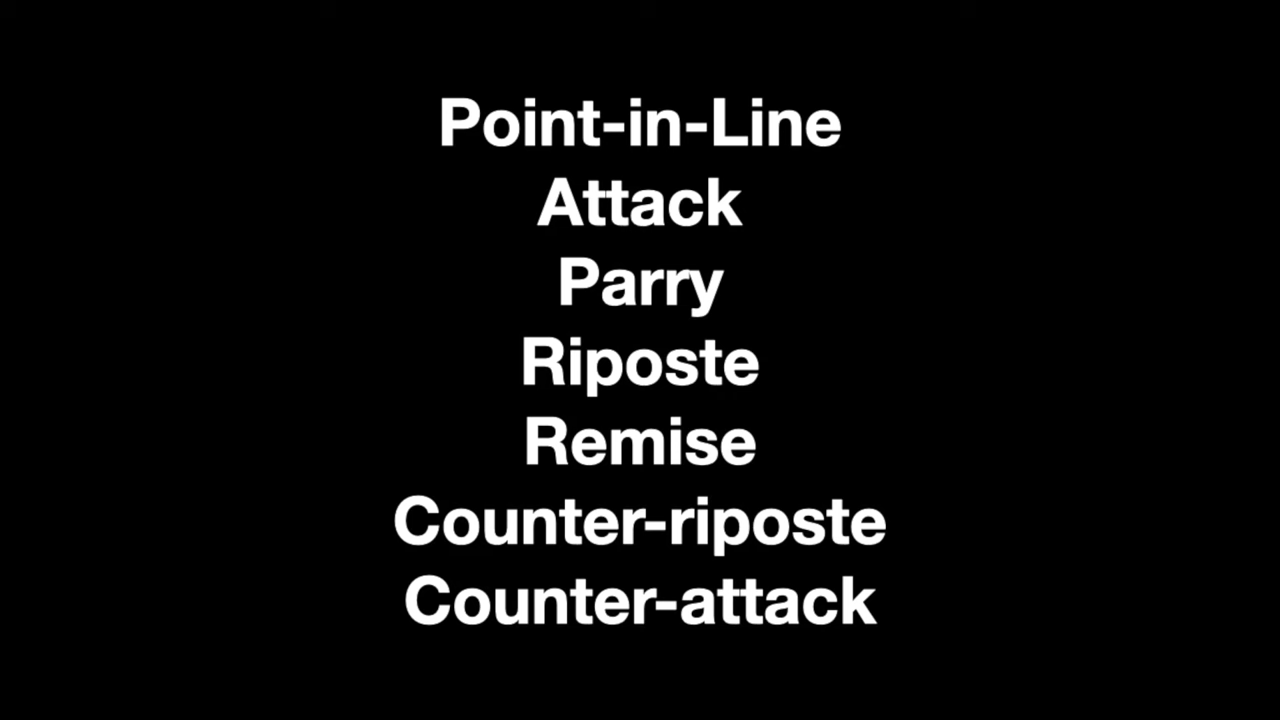 Point-in-Line
Attack
Parry
Riposte
Remise
Counter-riposte
Counter-attack